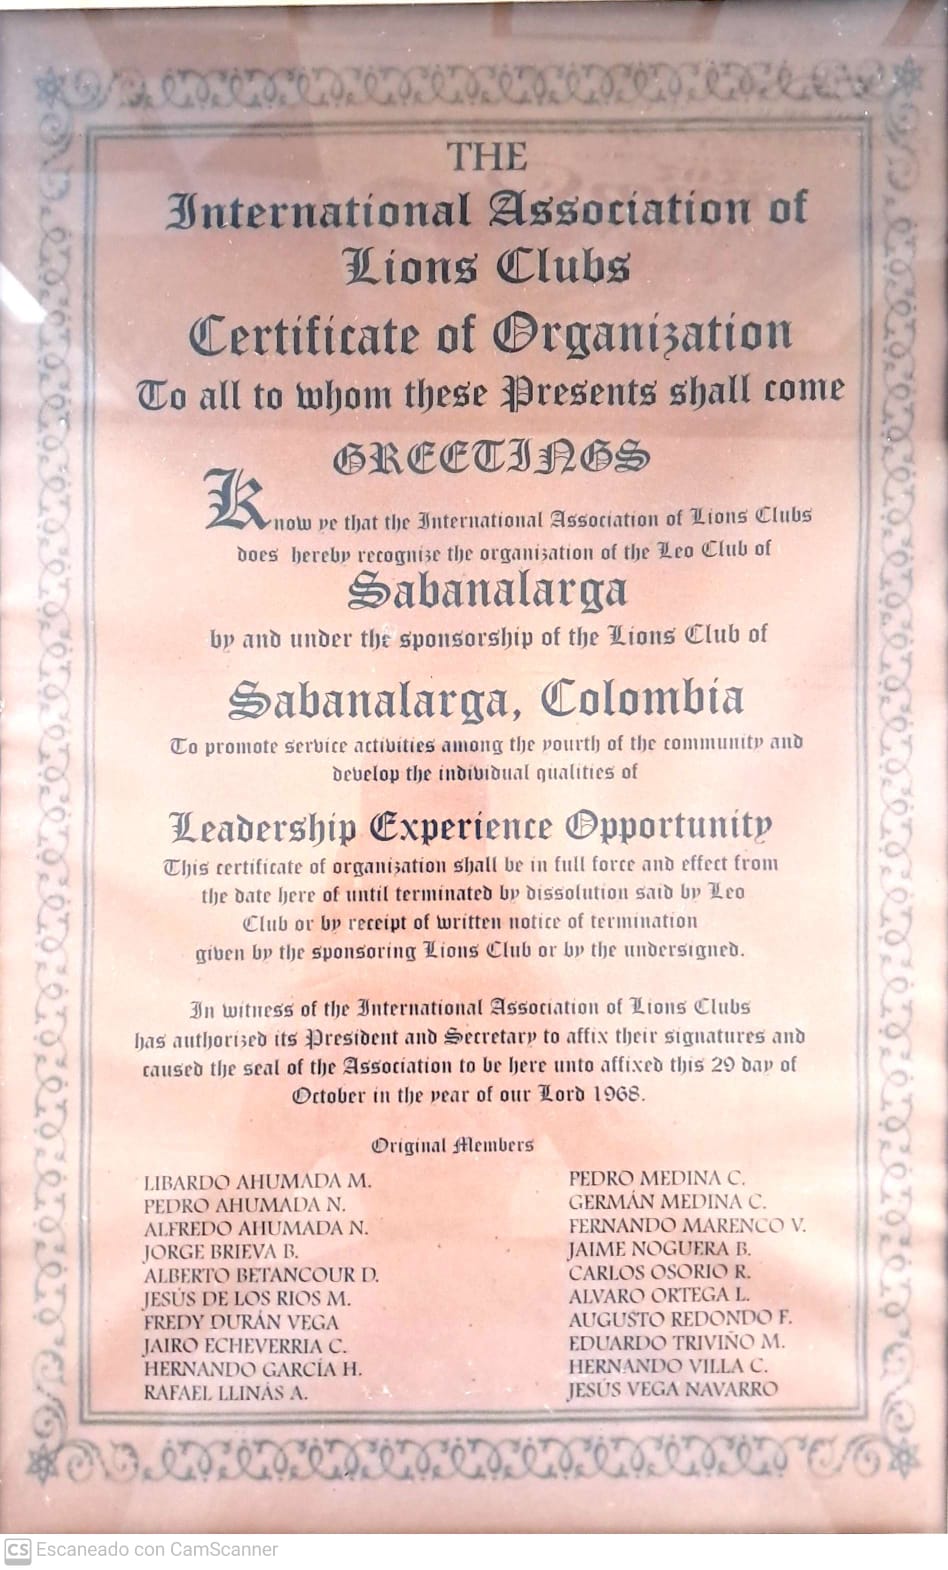 THE
International Association of
Lions Clubs
Certificate of Organization
To all to whom these Presents shall come
GREETINGS
Know ye that the International Association of Lions Clubs
does hereby recognize the organization of the Leo Club of
Sabanalarga
by and under the sponsorship of the Lions Club of
Sabanalarga, Colombia
To promote service activities among the yourth of the community and
develop the individual qualities of
Leadership Experience Opportunity
This certificate of organization shall be in full force and effect from
the date here of until terminated by dissolution said by Leo
Club or by receipt of written notice of termination
given by the sponsoring Lions Club or by the undersigned.
In witness of the International Association of Lions Clubs
has authorized its President and Secretary to affix their signatures and
caused the seal of the Association to be here unto affixed this 29 day of
October in the year of our Lord 1968.
Original Members
LIBARDO AHUMADA M.
PEDRO AHUMADA N.
ALFREDO AHUMADA N.
JORGE BRIEVA B.
ALBERTO BETANCOUR D.
JESÚS DE LOS RIOS M.
FREDY DURÁN VEGA
JAIRO ECHEVERRIA C.
HERNANDO GARCÍA H.
RAFAEL LLINÁS A.
PEDRO MEDINA C.
GERMÁN MEDINA C.
FERNANDO MARENCO V.
JAIME NOGUERA B.
CARLOS OSORIO R.
ALVARO ORTEGA L.
AUGUSTO REDONDO F.
EDUARDO TRIVIÑO M.
HERNANDO VILLA C.
JESÚS VEGA NAVARRO
CS Escaneado con CamScanner